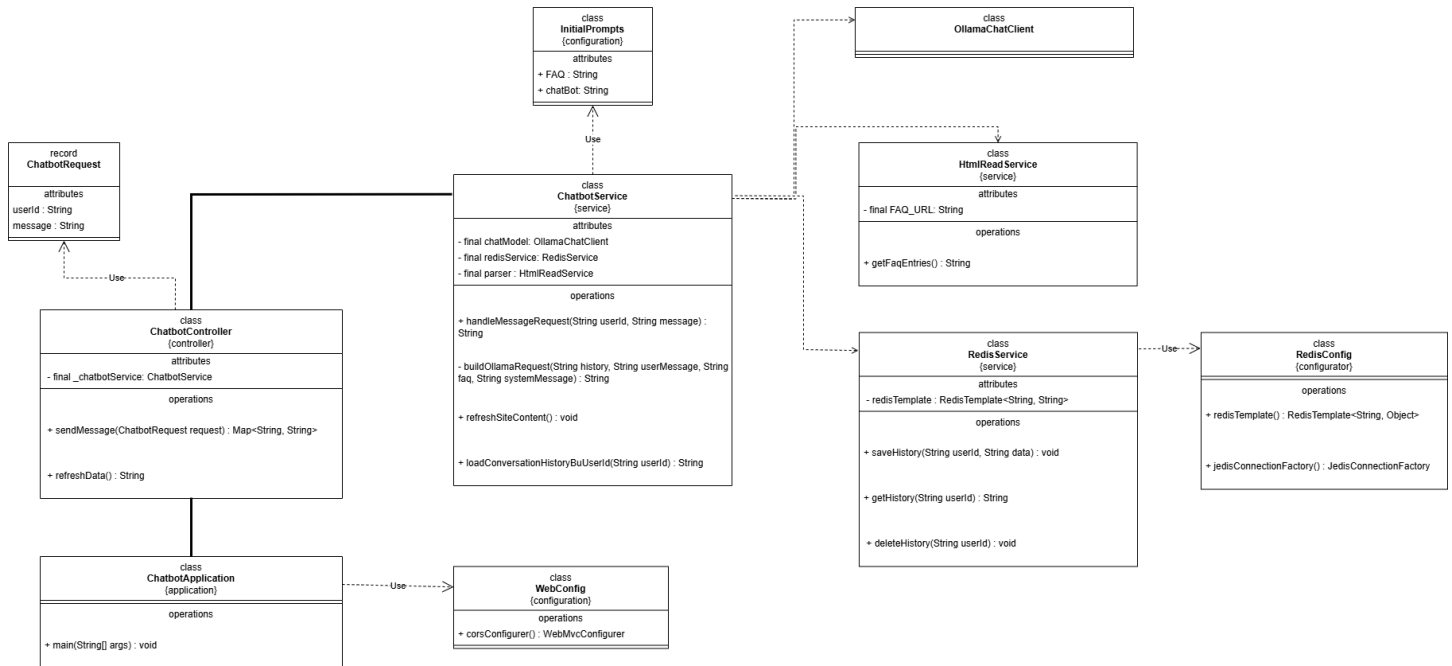 class
InitialPrompts
{configuration}
attributes
+ FAQ : String
+ chatBot: String
class
OllamaChatClient
Use
record
ChatbotRequest
attributes
userId : String
message : String
class
HtmlReadService
{service}
attributes
- final FAQ_URL: String
operations
+ getFaqEntries() : String
class
ChatbotService
{service}
attributes
- final chatModel: OllamaChatClient
- final redisService: RedisService
- final parser : HtmlReadService
operations
+ handleMessageRequest(String userId, String message) :
String
- buildOllamaRequest(String history, String userMessage, String
faq, String systemMessage) : String
+ refreshSiteContent() : void
+ loadConversationHistoryBuUserId(String userId) : String
Use
class
ChatbotController
{controller}
attributes
- final _chatbotService: ChatbotService
operations
+ sendMessage(ChatbotRequest request) : Map<String, String>
+ refreshData() : String
class
RedisService
{service}
attributes
- redisTemplate : RedisTemplate<String, String>
operations
+ saveHistory(String userId, String data) : void
+ getHistory(String userId) : String
+ deleteHistory(String userId) : void
Use
class
RedisConfig
{configurator}
operations
+ redisTemplate() : RedisTemplate<String, Object>
+ jedisConnectionFactory() : JedisConnectionFactory
class
ChatbotApplication
{application}
operations
+ main(String[] args) : void
Use
class
WebConfig
{configuration}
operations
+ corsConfigurer() : WebMvcConfigurer